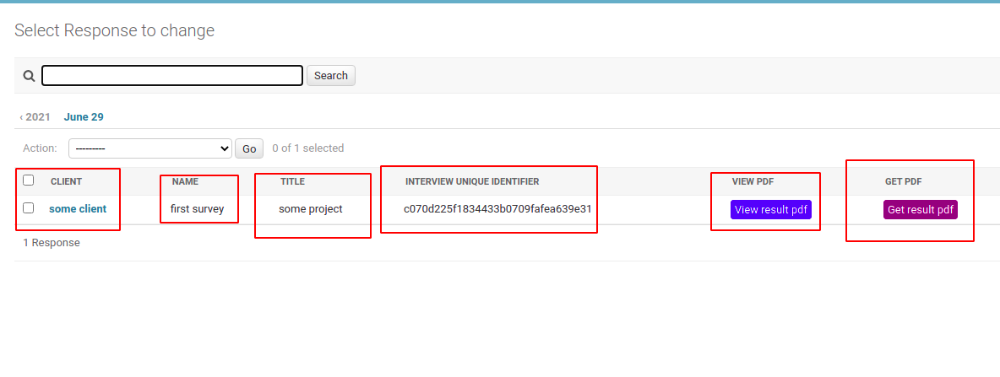 Select Response to change
Search
‹ 2021 June 29
Action: --------- Go 0 of 1 selected
CLIENT NAME TITLE INTERVIEW UNIQUE IDENTIFIER VIEW PDF GET PDF
some client first survey some project c070d225f1834433b0709fafea639e31 View result pdf Get result pdf
1 Response